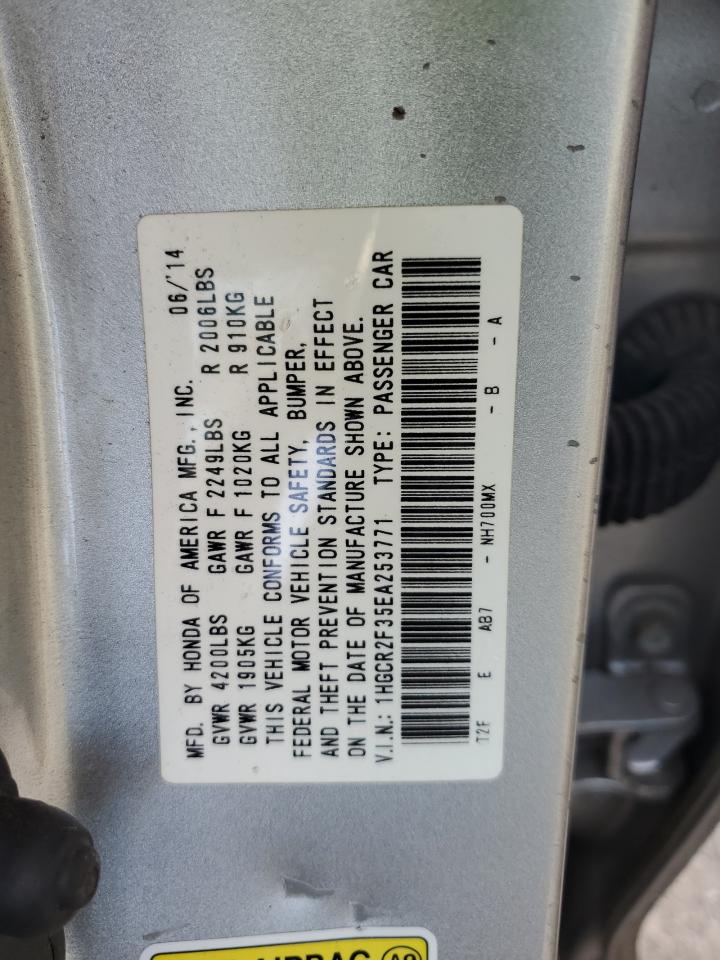 MFD. BY HONDA OF AMERICA MFG., INC. 06/'14
GVWR 4200LBS GAWR F 2249LBS R 2006LBS
GVWR 1905KG GAWR F 1020KG R 910KG
THIS VEHICLE CONFORMS TO ALL APPLICABLE
FEDERAL MOTOR VEHICLE SAFETY, BUMPER,
AND THEFT PREVENTION STANDARDS IN EFFECT
ON THE DATE OF MANUFACTURE SHOWN ABOVE.
V.I.N.: 1HGCR2F35EA253771 TYPE: PASSENGER CAR
T2F E AB7 - NH700MX - B - A
AIRBAG